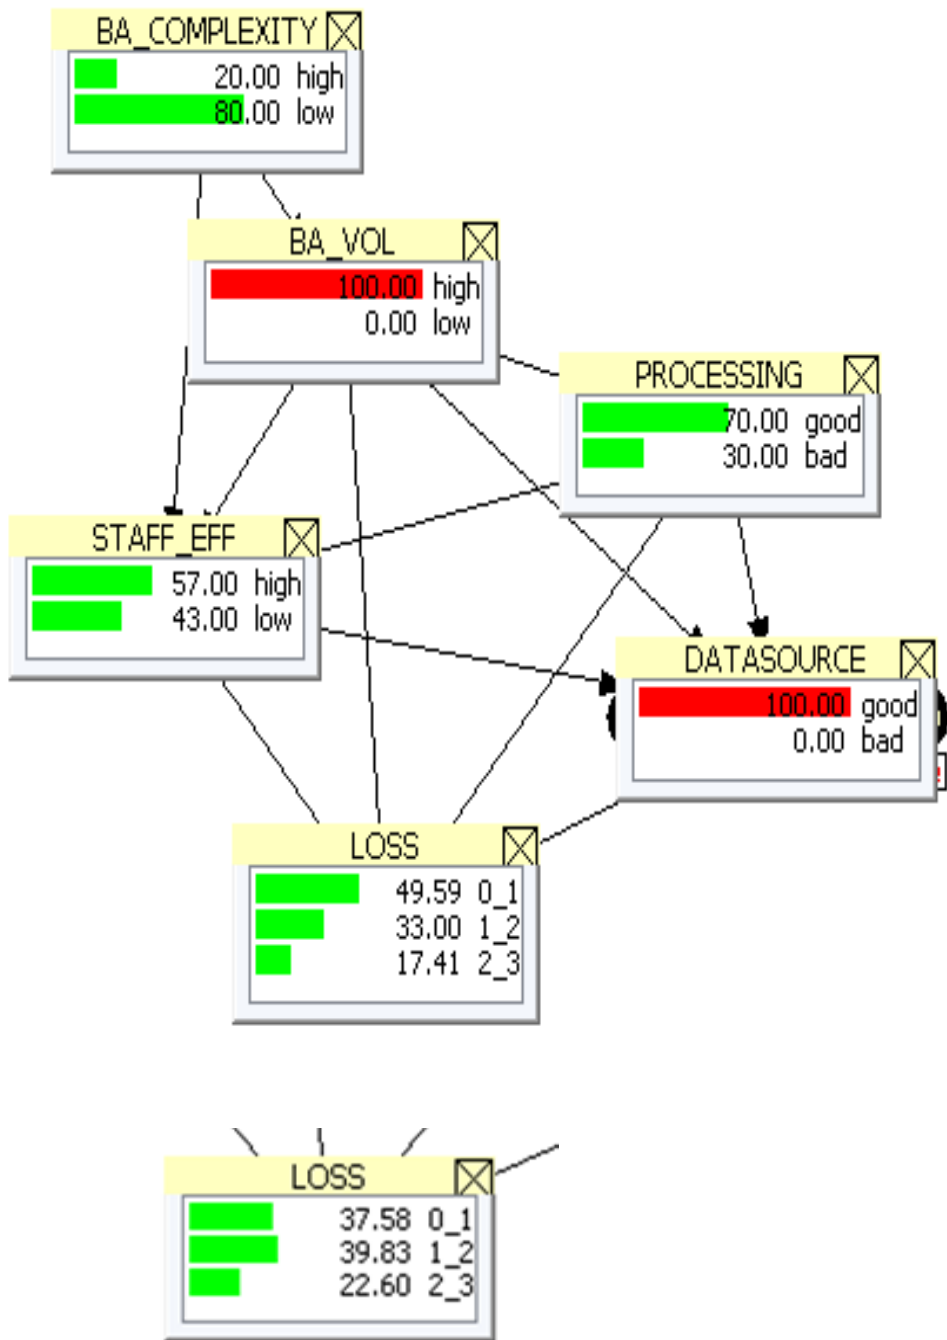 BA_COMPLEXITY
20.00 high
80.00 low
BA_VOL
100.00 high
0.00 low
PROCESSING
70.00 good
30.00 bad
STAFF_EFF
57.00 high
43.00 low
DATASOURCE
100.00 good
0.00 bad
LOSS
49.59 0_1
33.00 1_2
17.41 2_3
LOSS
37.58 0_1
39.83 1_2
22.60 2_3